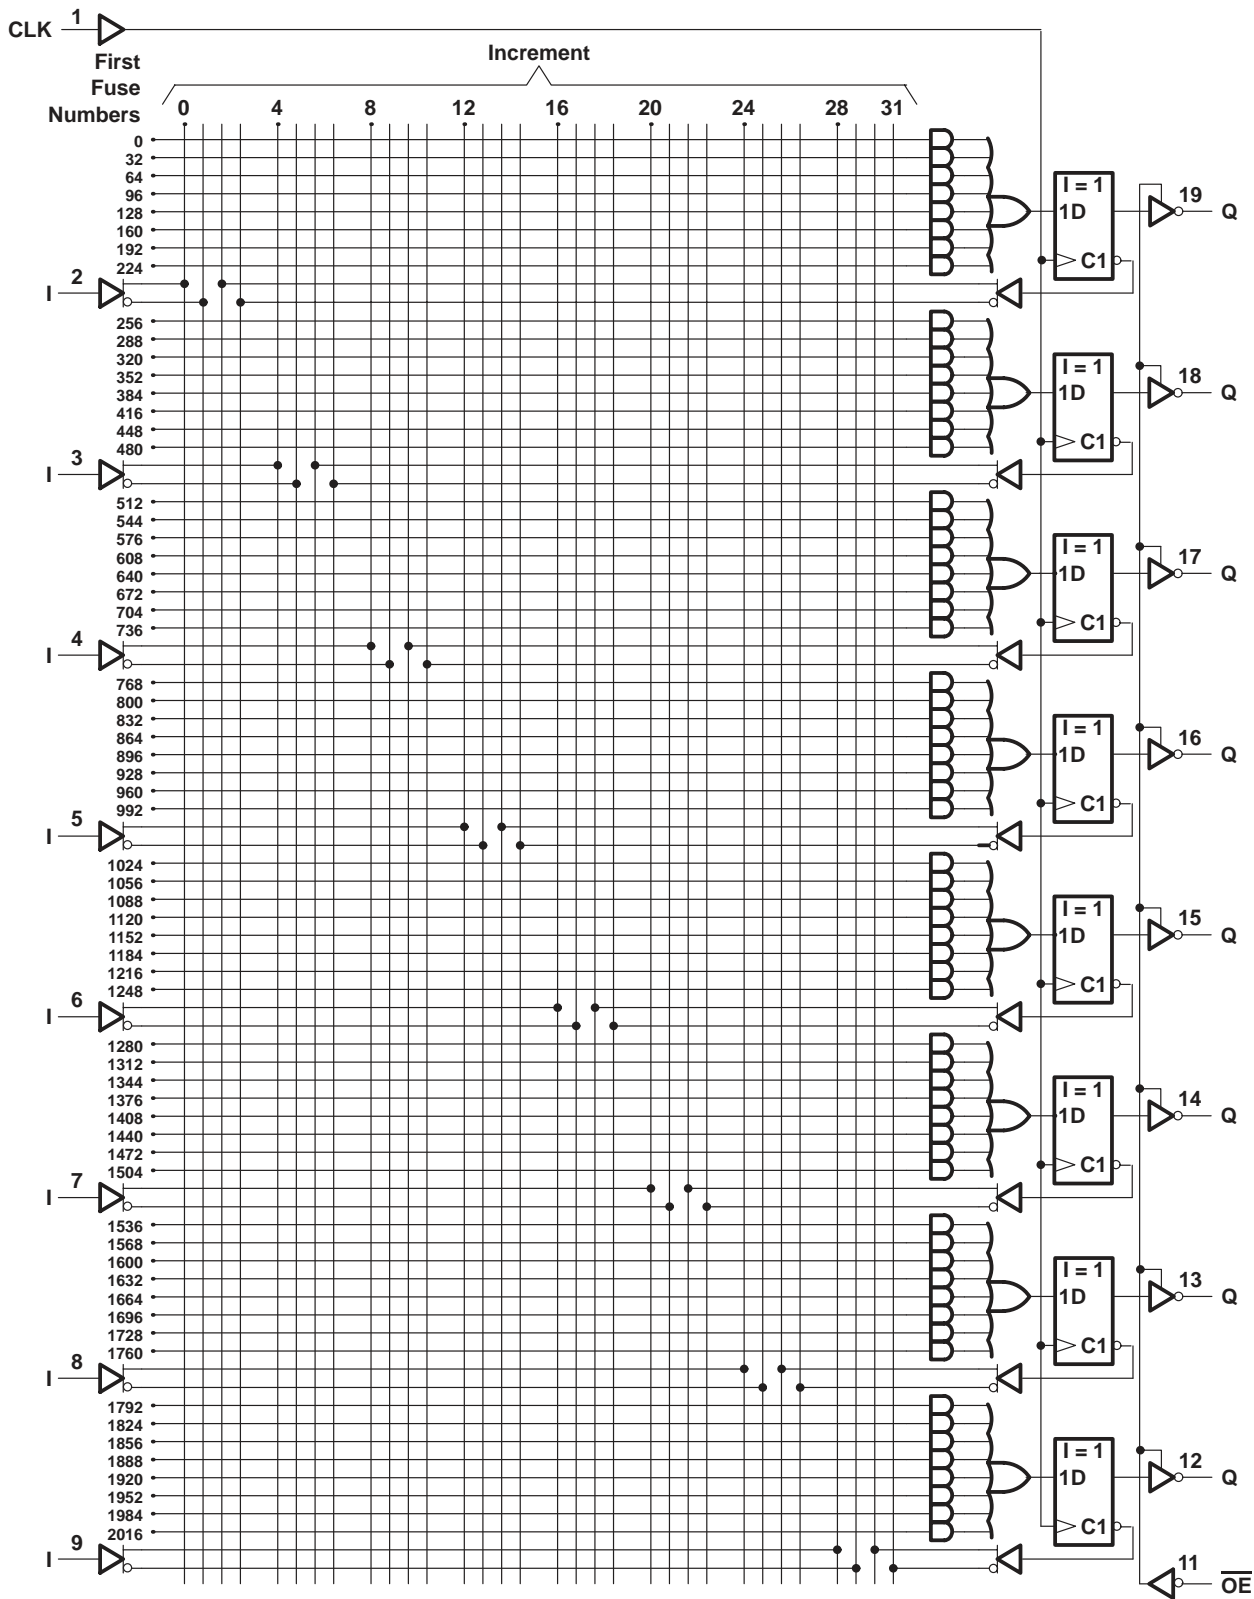 1
CLK
First
Fuse
Numbers
Increment
0 4 8 12 16 20 24 28 31
0
32
64
96
128
160
192
224
I = 1
1D
C1
19
Q
2
I
256
288
320
352
384
416
448
480
I = 1
1D
C1
18
Q
3
I
512
544
576
608
640
672
704
736
I = 1
1D
C1
17
Q
4
I
768
800
832
864
896
928
960
992
I = 1
1D
C1
16
Q
5
I
1024
1056
1088
1120
1152
1184
1216
1248
I = 1
1D
C1
15
Q
6
I
1280
1312
1344
1376
1408
1440
1472
1504
I = 1
1D
C1
14
Q
7
I
1536
1568
1600
1632
1664
1696
1728
1760
I = 1
1D
C1
13
Q
8
I
1792
1824
1856
1888
1920
1952
1984
2016
I = 1
1D
C1
12
Q
9
I
11
O̅E̅